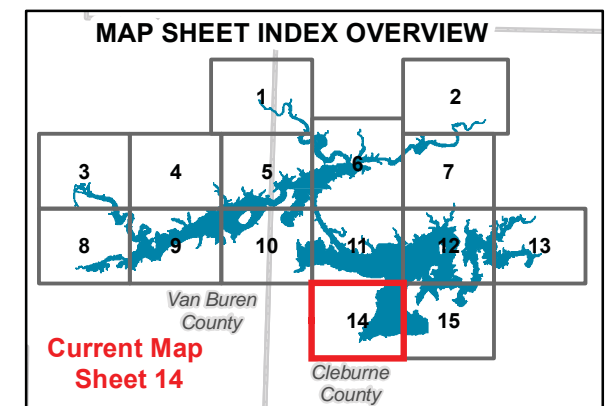 MAP SHEET INDEX OVERVIEW
1
2
3
4
5
6
7
8
9
10
11
12
13
Van Buren
County
14
15
Current Map
Sheet 14
Cleburne
County